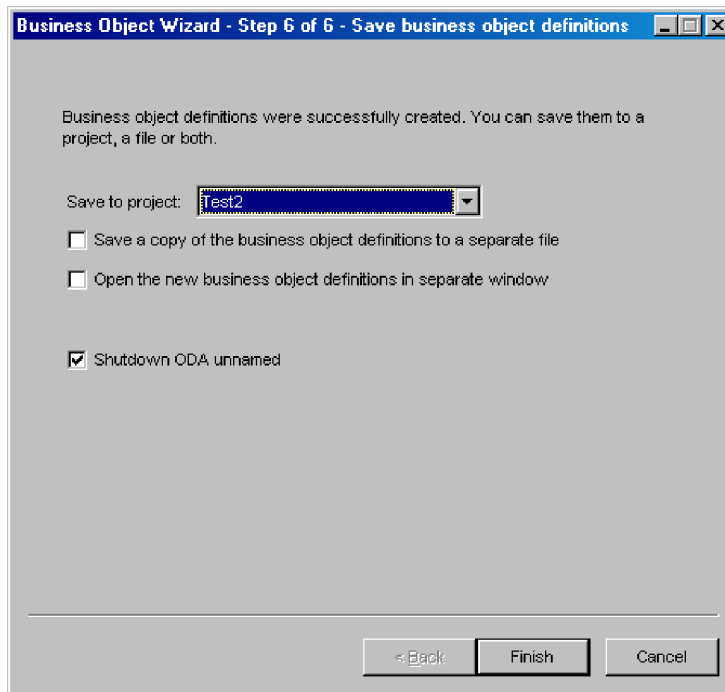 Business Object Wizard - Step 6 of 6 - Save business object definitions
Business object definitions were successfully created. You can save them to a
project, a file or both.
Save to project: Test2
Save a copy of the business object definitions to a separate file
Open the new business object definitions in separate window
Shutdown ODA unnamed
< Back Finish Cancel